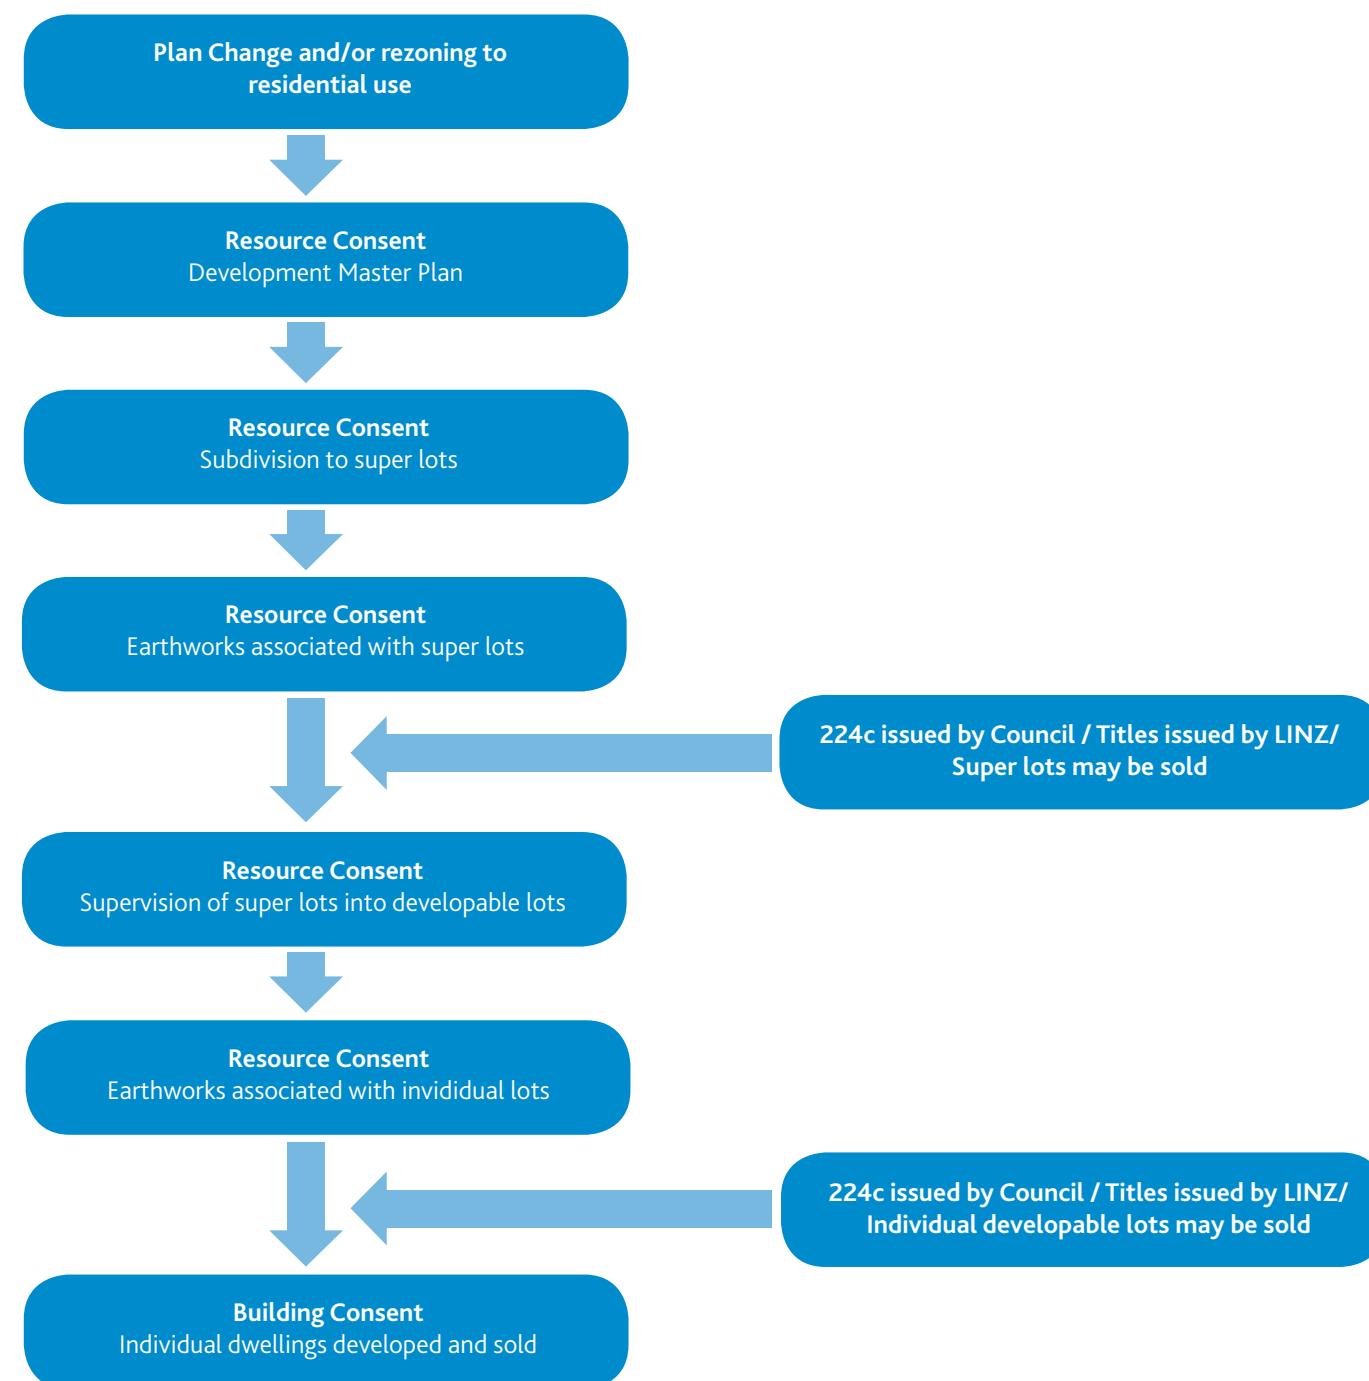 Plan Change and/or rezoning to
residential use
Resource Consent
Development Master Plan
Resource Consent
Subdivision to super lots
Resource Consent
Earthworks associated with super lots
224c issued by Council / Titles issued by LINZ/
Super lots may be sold
Resource Consent
Supervision of super lots into developable lots
Resource Consent
Earthworks associated with invididual lots
224c issued by Council / Titles issued by LINZ/
Individual developable lots may be sold
Building Consent
Individual dwellings developed and sold